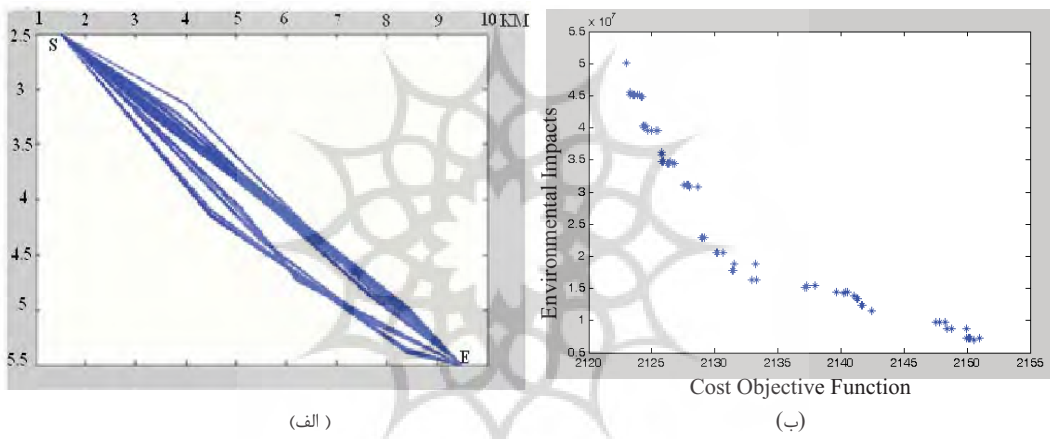 1 2 3 4 5 6 7 8 9 10 KM
2.5
3
3.5
4
4.5
5
5.5
S
E
(الف)
× 10⁷
5.5
5
4.5
4
3.5
3
2.5
2
1.5
1
0.5
2120 2125 2130 2135 2140 2145 2150 2155
Environmental Impacts
Cost Objective Function
(ب)